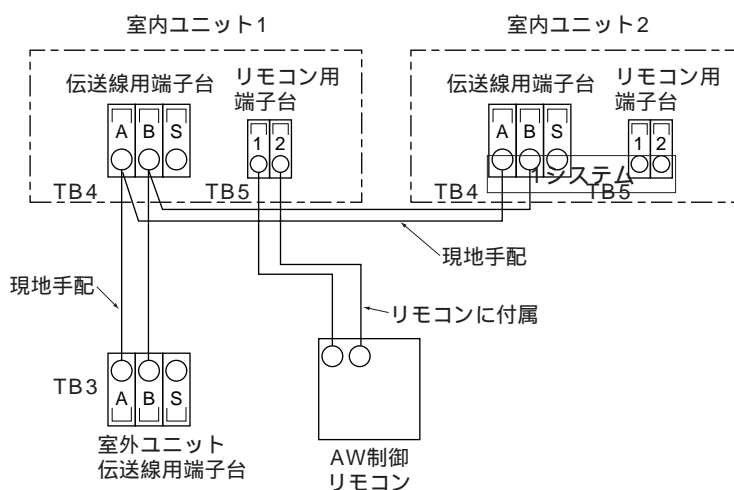 室内ユニット1
室内ユニット2
伝送線用端子台
リモコン用
端子台
伝送線用端子台
リモコン用
端子台
A
B
S
1
2
A
B
S
1
2
TB4
TB5
TB4
1システム
TB5
現地手配
現地手配
リモコンに付属
TB3
A
B
S
室外ユニット
伝送線用端子台
AW制御
リモコン